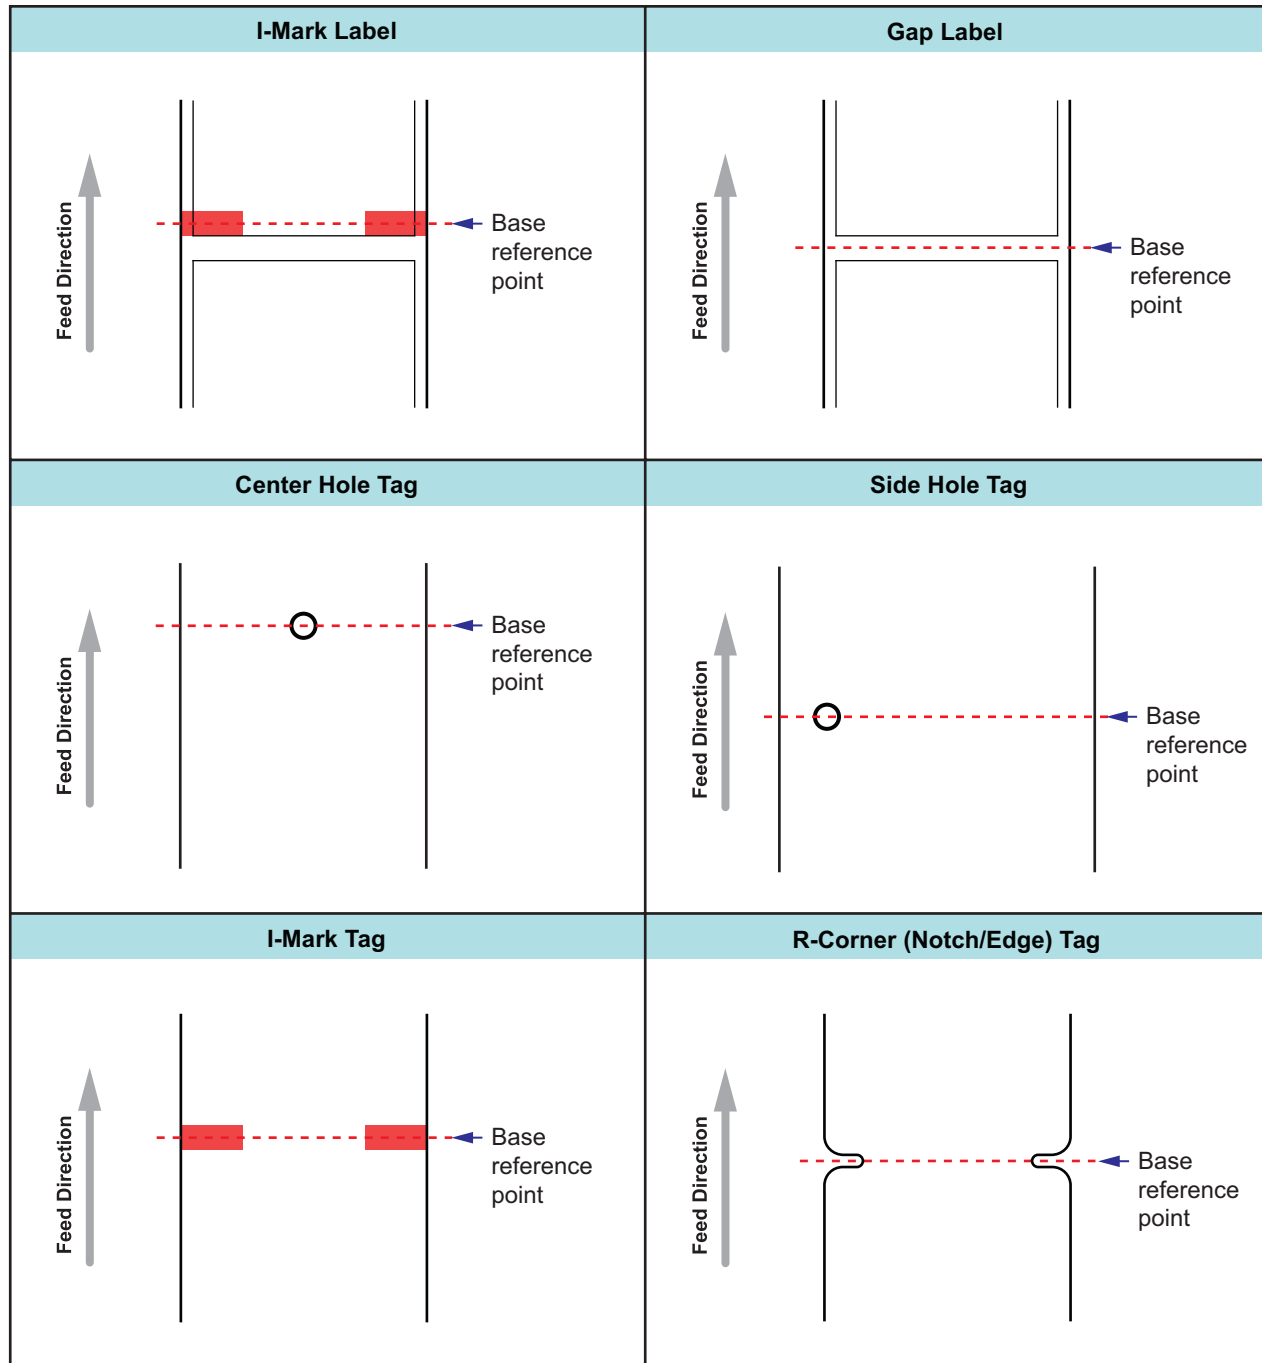 I-Mark Label
Gap Label
Feed Direction
Base
reference
point
Feed Direction
Base
reference
point
Center Hole Tag
Side Hole Tag
Feed Direction
Base
reference
point
Feed Direction
Base
reference
point
I-Mark Tag
R-Corner (Notch/Edge) Tag
Feed Direction
Base
reference
point
Feed Direction
Base
reference
point